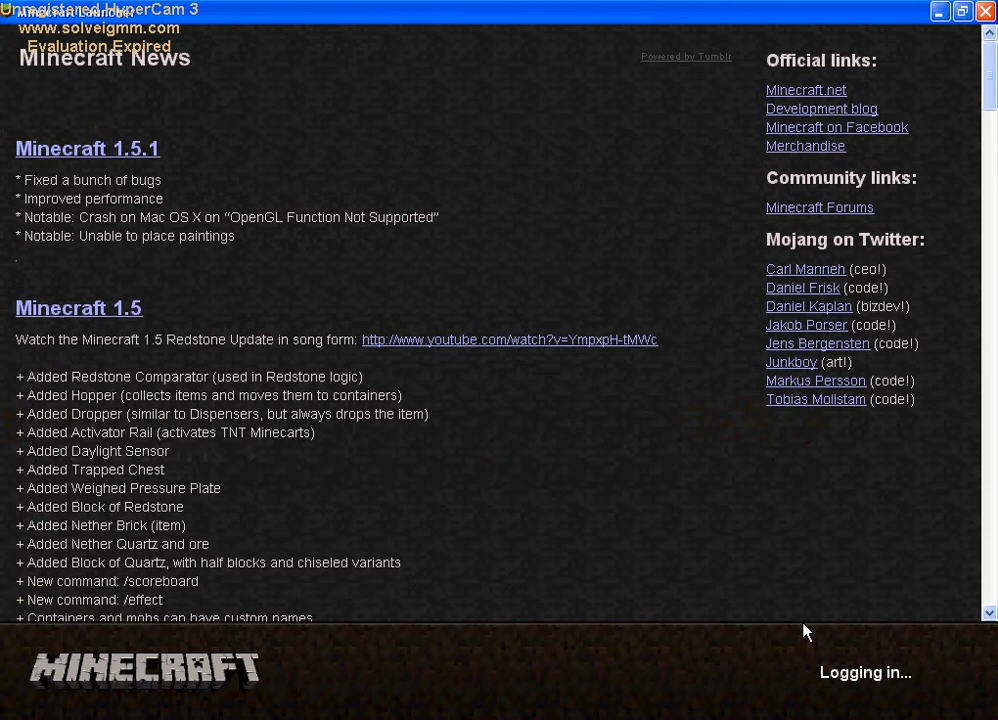 Unregistered HyperCam 3
Minecraft Launcher
www.solveigmm.com
Evaluation Expired
Minecraft News
Powered by Tumblr
Minecraft 1.5.1
* Fixed a bunch of bugs
* Improved performance
* Notable: Crash on Mac OS X on “OpenGL Function Not Supported”
* Notable: Unable to place paintings
.
Minecraft 1.5
Watch the Minecraft 1.5 Redstone Update in song form: http://www.youtube.com/watch?v=YmpxpH-tMWc
+ Added Redstone Comparator (used in Redstone logic)
+ Added Hopper (collects items and moves them to containers)
+ Added Dropper (similar to Dispensers, but always drops the item)
+ Added Activator Rail (activates TNT Minecarts)
+ Added Daylight Sensor
+ Added Trapped Chest
+ Added Weighed Pressure Plate
+ Added Block of Redstone
+ Added Nether Brick (item)
+ Added Nether Quartz and ore
+ Added Block of Quartz, with half blocks and chiseled variants
+ New command: /scoreboard
+ New command: /effect
+ Containers and mobs can have custom names
Official links:
Minecraft.net
Development blog
Minecraft on Facebook
Merchandise
Community links:
Minecraft Forums
Mojang on Twitter:
Carl Manneh (ceo!)
Daniel Frisk (code!)
Daniel Kaplan (bizdev!)
Jakob Porser (code!)
Jens Bergensten (code!)
Junkboy (art!)
Markus Persson (code!)
Tobias Mollstam (code!)
MINECRAFT
Logging in...